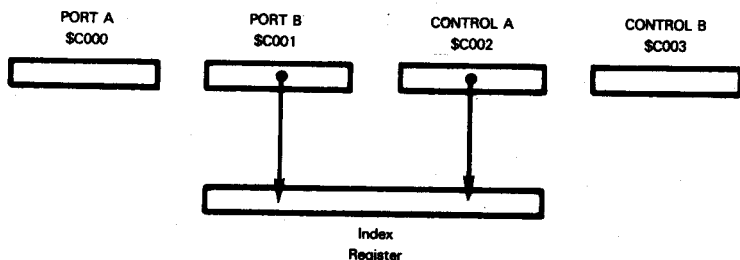 PORT A
$C000
PORT B
$C001
CONTROL A
$C002
CONTROL B
$C003
Index
Register